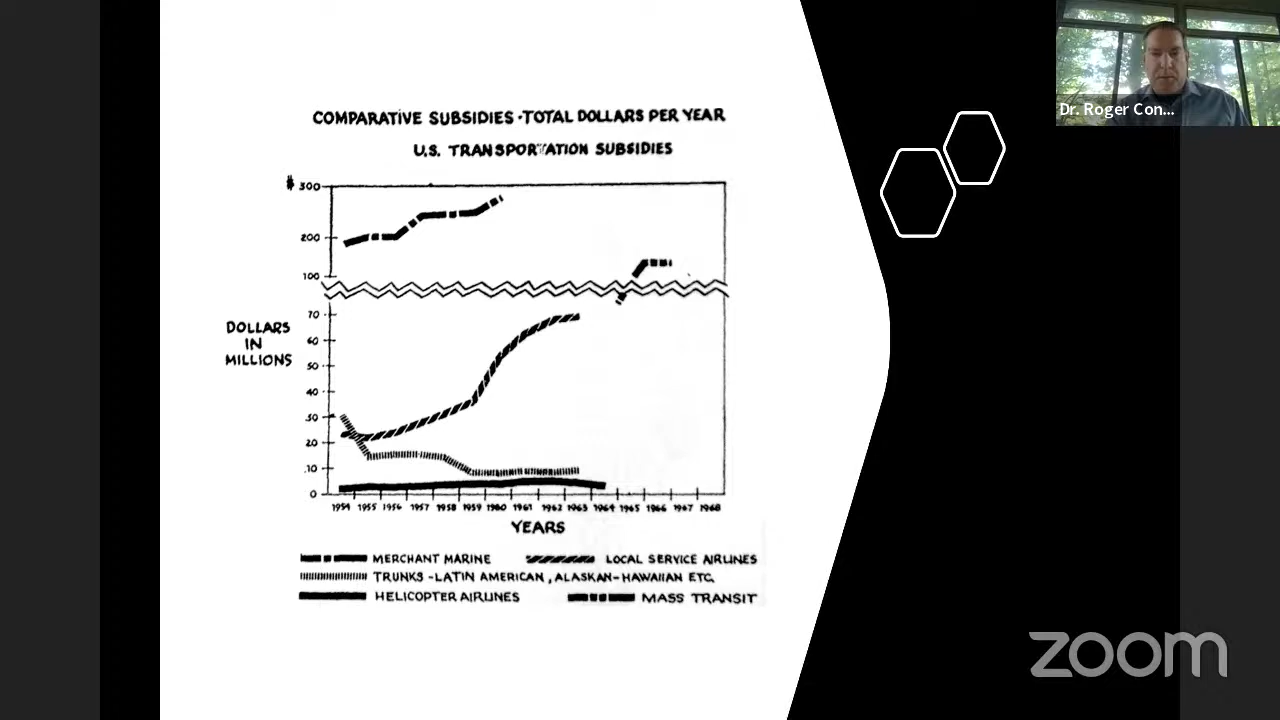 COMPARATIVE SUBSIDIES - TOTAL DOLLARS PER YEAR
U.S. TRANSPORTATION SUBSIDIES
$ 300
200
100
70
60
50
40
30
20
10
0
DOLLARS
IN
MILLIONS
1954 1955 1956 1957 1958 1959 1960 1961 1962 1963 1964 1965 1966 1967 1968
YEARS
MERCHANT MARINE LOCAL SERVICE AIRLINES
TRUNKS - LATIN AMERICAN, ALASKAN - HAWAIIAN ETC.
HELICOPTER AIRLINES MASS TRANSIT
Dr. Roger Con...
zoom